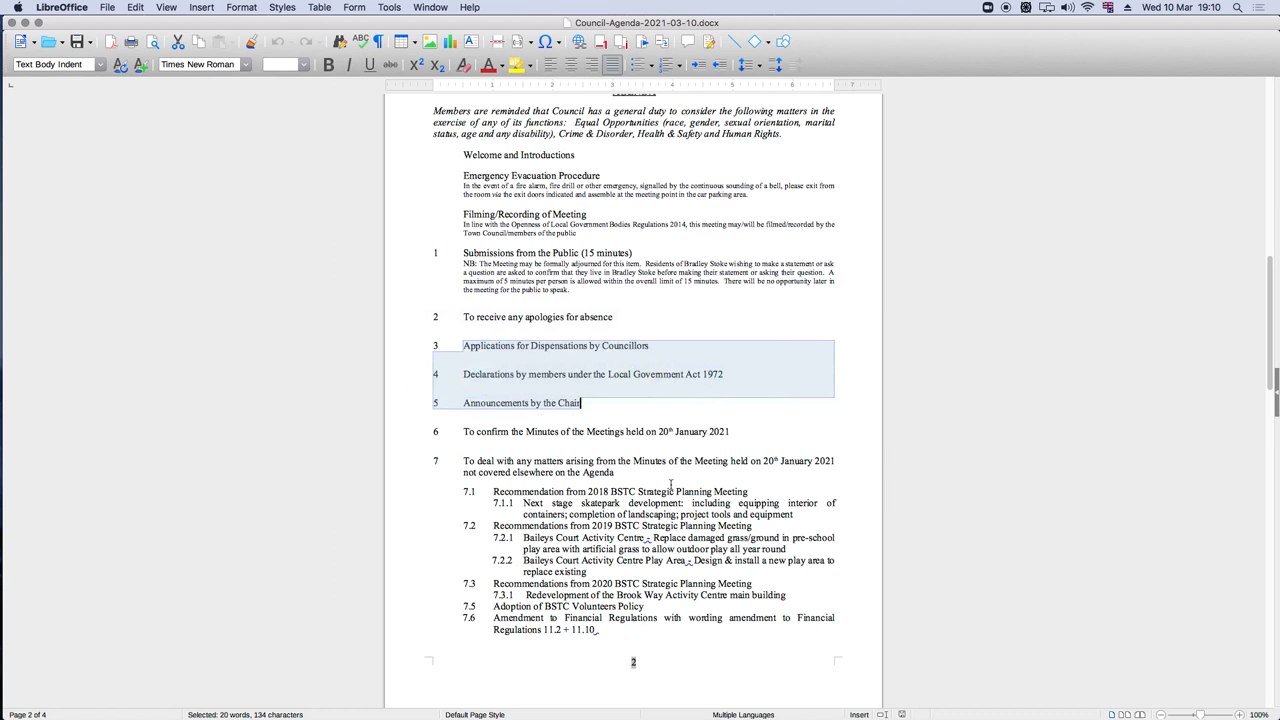 LibreOffice File Edit View Insert Format Styles Table Form Tools Window Help Wed 10 Mar 19:10
Council-Agenda-2021-03-10.docx
Text Body Indent Times New Roman
1 2 3 4 5 6 7
Members are reminded that Council has a general duty to consider the following matters in the
exercise of any of its functions: Equal Opportunities (race, gender, sexual orientation, marital
status, age and any disability), Crime & Disorder, Health & Safety and Human Rights.
Welcome and Introductions
Emergency Evacuation Procedure
In the event of a fire alarm, fire drill or other emergency, signalled by the continuous sounding of a bell, please exit from
the room via the exit doors indicated and assemble at the meeting point in the car parking area.
Filming/Recording of Meeting
In line with the Openness of Local Government Bodies Regulations 2014, this meeting may/will be filmed/recorded by the
Town Council/members of the public
1 Submissions from the Public (15 minutes)
NB: The Meeting may be formally adjourned for this item. Residents of Bradley Stoke wishing to make a statement or ask
a question are asked to confirm that they live in Bradley Stoke before making their statement or asking their question. A
maximum of 5 minutes per person is allowed within the overall limit of 15 minutes. There will be no opportunity later in
the meeting for the public to speak.
2 To receive any apologies for absence
3 Applications for Dispensations by Councillors
4 Declarations by members under the Local Government Act 1972
5 Announcements by the Chair
6 To confirm the Minutes of the Meetings held on 20th January 2021
7 To deal with any matters arising from the Minutes of the Meeting held on 20th January 2021
not covered elsewhere on the Agenda
7.1 Recommendation from 2018 BSTC Strategic Planning Meeting
7.1.1 Next stage skatepark development: including equipping interior of
containers; completion of landscaping; project tools and equipment
7.2 Recommendations from 2019 BSTC Strategic Planning Meeting
7.2.1 Baileys Court Activity Centre - Replace damaged grass/ground in pre-school
play area with artificial grass to allow outdoor play all year round
7.2.2 Baileys Court Activity Centre Play Area - Design & install a new play area to
replace existing
7.3 Recommendations from 2020 BSTC Strategic Planning Meeting
7.3.1 Redevelopment of the Brook Way Activity Centre main building
7.5 Adoption of BSTC Volunteers Policy
7.6 Amendment to Financial Regulations with wording amendment to Financial
Regulations 11.2 + 11.10
2
Page 2 of 4 Selected: 20 words, 134 characters Default Page Style Multiple Languages Insert 100%